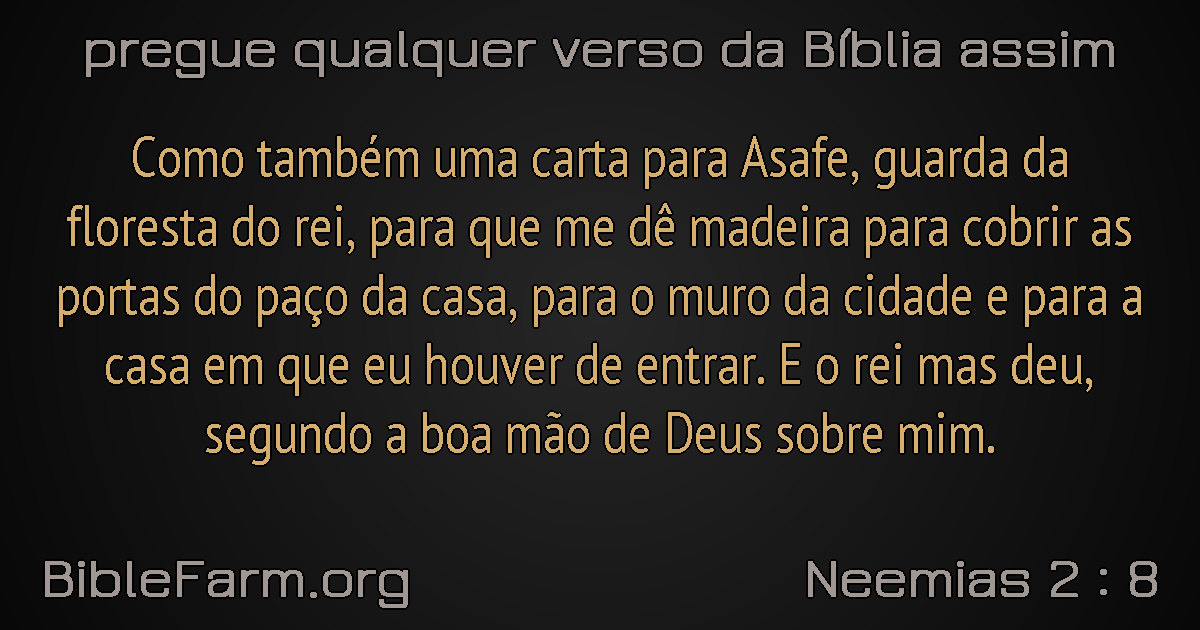 pregue qualquer verso da Bíblia assim
Como também uma carta para Asafe, guarda da
floresta do rei, para que me dê madeira para cobrir as
portas do paço da casa, para o muro da cidade e para a
casa em que eu houver de entrar. E o rei mas deu,
segundo a boa mão de Deus sobre mim.
BibleFarm.org
Neemias 2 : 8